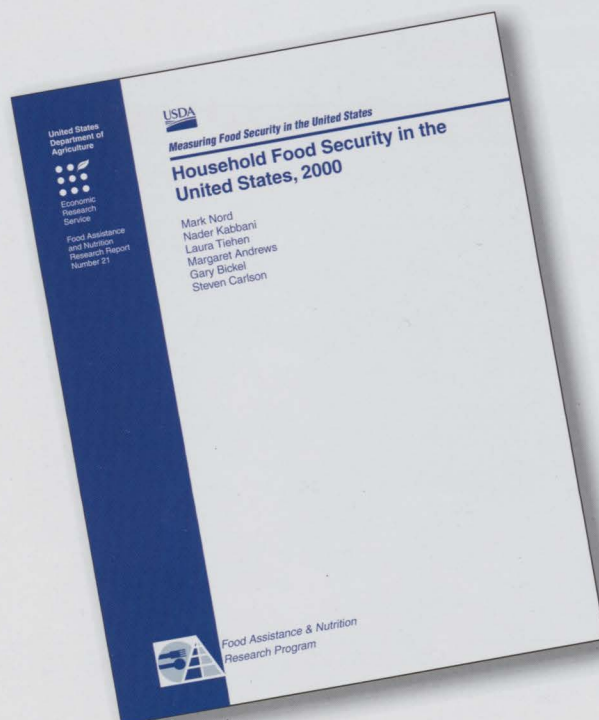 United States
Department of
Agriculture
Economic
Research
Service
Food Assistance
and Nutrition
Research Report
Number 21
USDA
Measuring Food Security in the United States
Household Food Security in the
United States, 2000
Mark Nord
Nader Kabbani
Laura Tiehen
Margaret Andrews
Gary Bickel
Steven Carlson
Food Assistance & Nutrition
Research Program